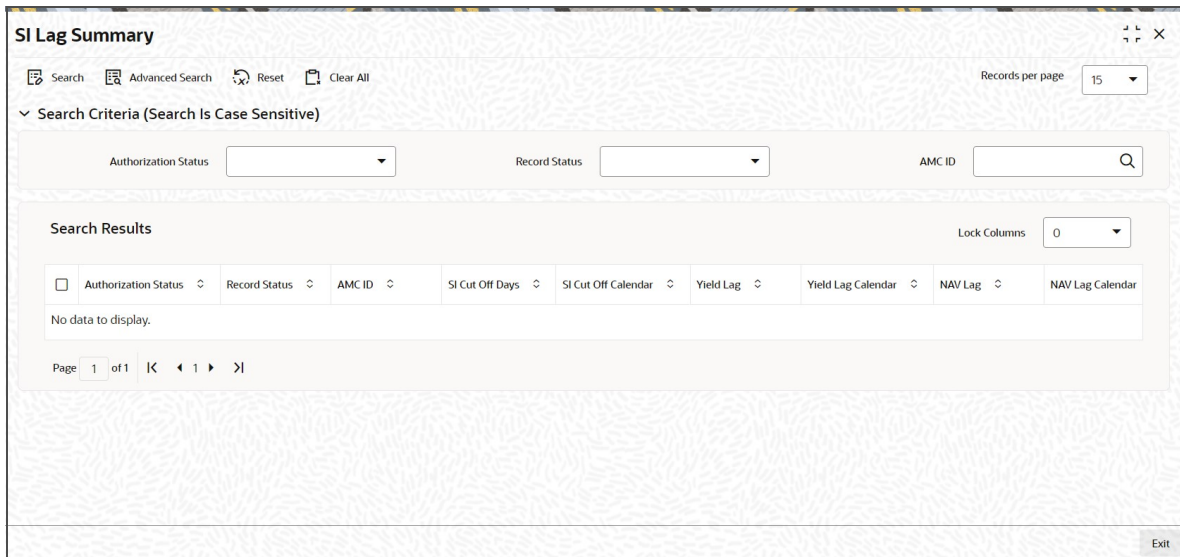 SI Lag Summary
Search Advanced Search Reset Clear All Records per page 15
Search Criteria (Search Is Case Sensitive)
Authorization Status Record Status AMC ID
Search Results Lock Columns 0
Authorization Status Record Status AMC ID SI Cut Off Days SI Cut Off Calendar Yield Lag Yield Lag Calendar NAV Lag NAV Lag Calendar
No data to display.
Page 1 of 1 1
Exit